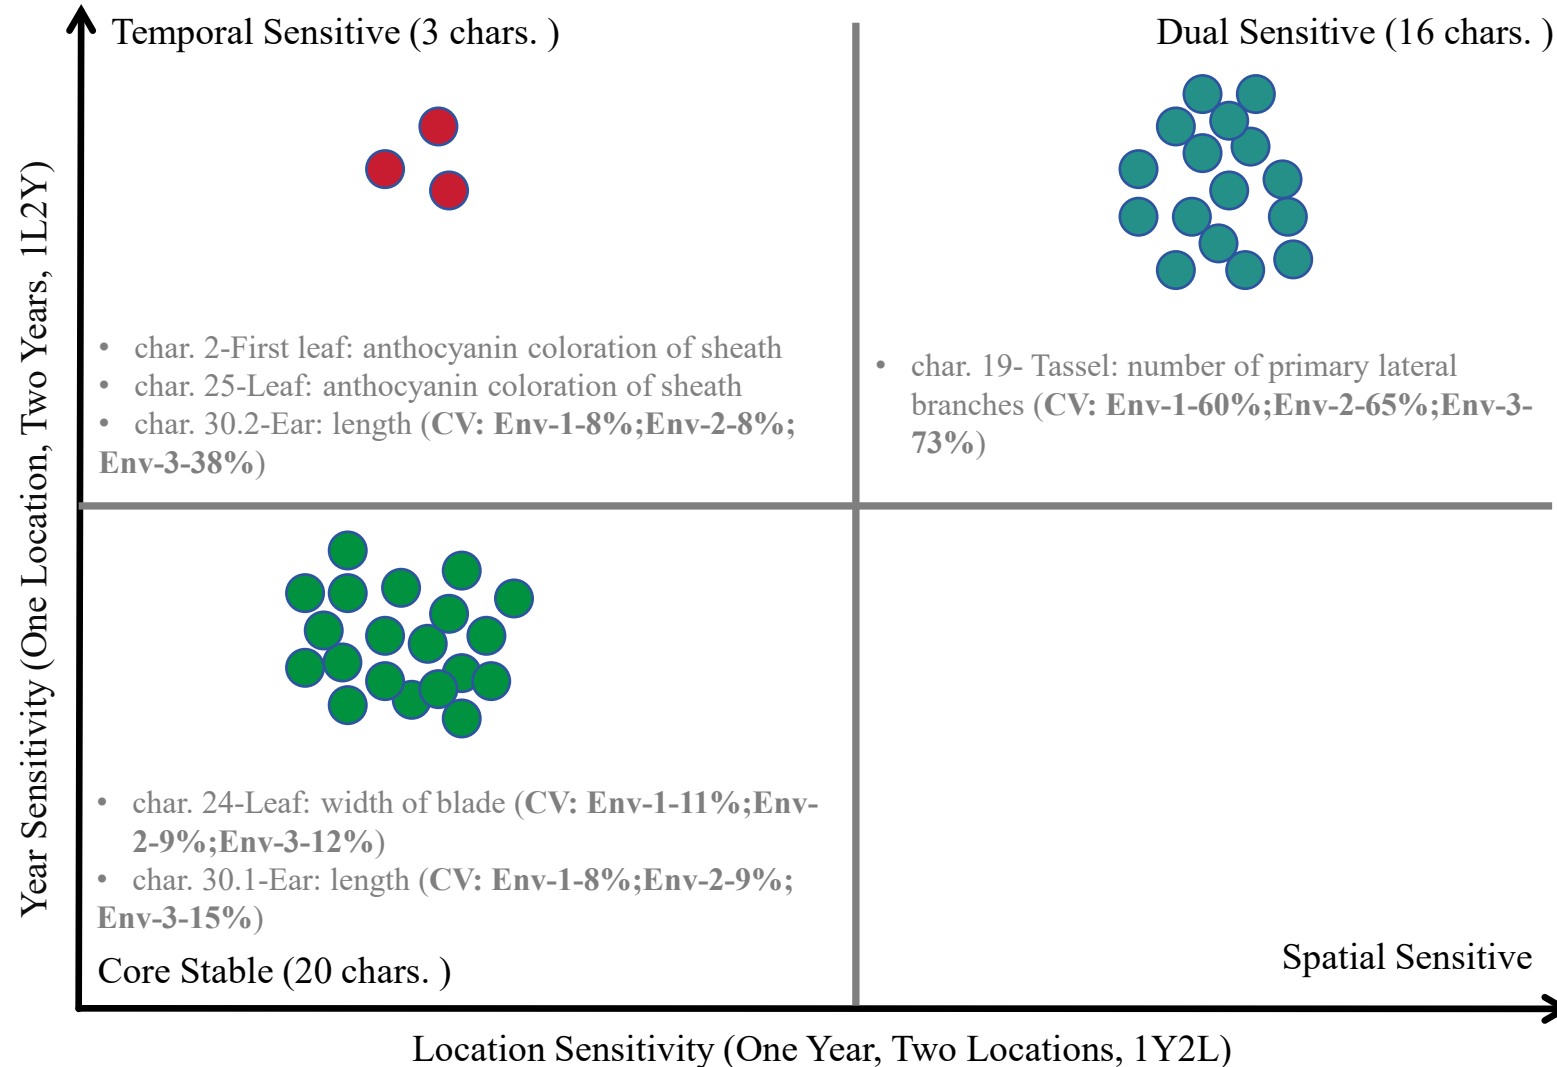 Temporal Sensitive (3 chars. )
Dual Sensitive (16 chars. )
Year Sensitivity (One Location, Two Years, 1L2Y)
• char. 2-First leaf: anthocyanin coloration of sheath
• char. 25-Leaf: anthocyanin coloration of sheath
• char. 30.2-Ear: length (CV: Env-1-8%;Env-2-8%;
Env-3-38%)
• char. 19- Tassel: number of primary lateral
branches (CV: Env-1-60%;Env-2-65%;Env-3-
73%)
• char. 24-Leaf: width of blade (CV: Env-1-11%;Env-
2-9%;Env-3-12%)
• char. 30.1-Ear: length (CV: Env-1-8%;Env-2-9%;
Env-3-15%)
Core Stable (20 chars. )
Spatial Sensitive
Location Sensitivity (One Year, Two Locations, 1Y2L)